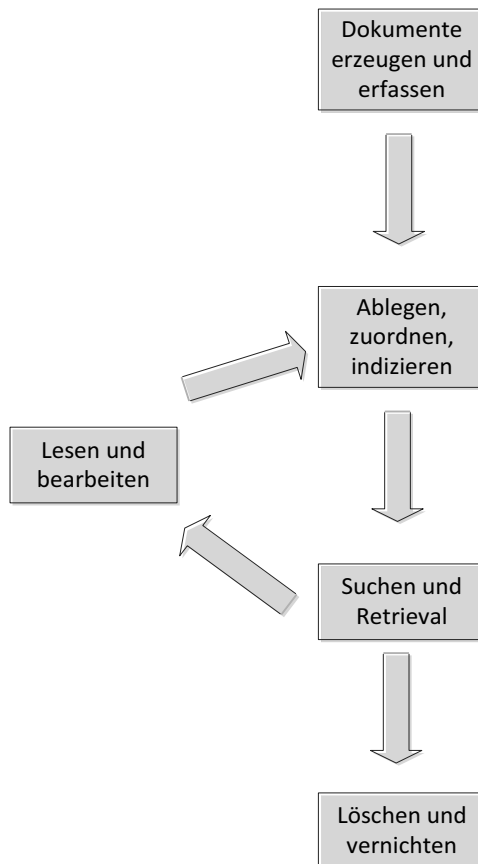 Dokumente
erzeugen und
erfassen
Ablegen,
zuordnen,
indizieren
Lesen und
bearbeiten
Suchen und
Retrieval
Löschen und
vernichten